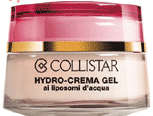 COLLISTAR
HYDRO-CREMA GEL
ai liposomi d'acqua